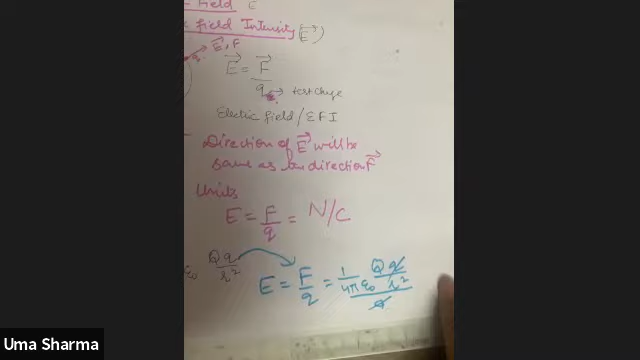 Field E
field Intensity (E⃗)
q E⃗, F
E⃗ = F⃗/q → test charge
Electric field / EFI
Direction of E⃗ will be
same as direction F⃗
Units
E = F/q = N/C
ε₀ Qq/r²
E = F/q = 1/4πε₀ Qq/r² / q
Uma Sharma